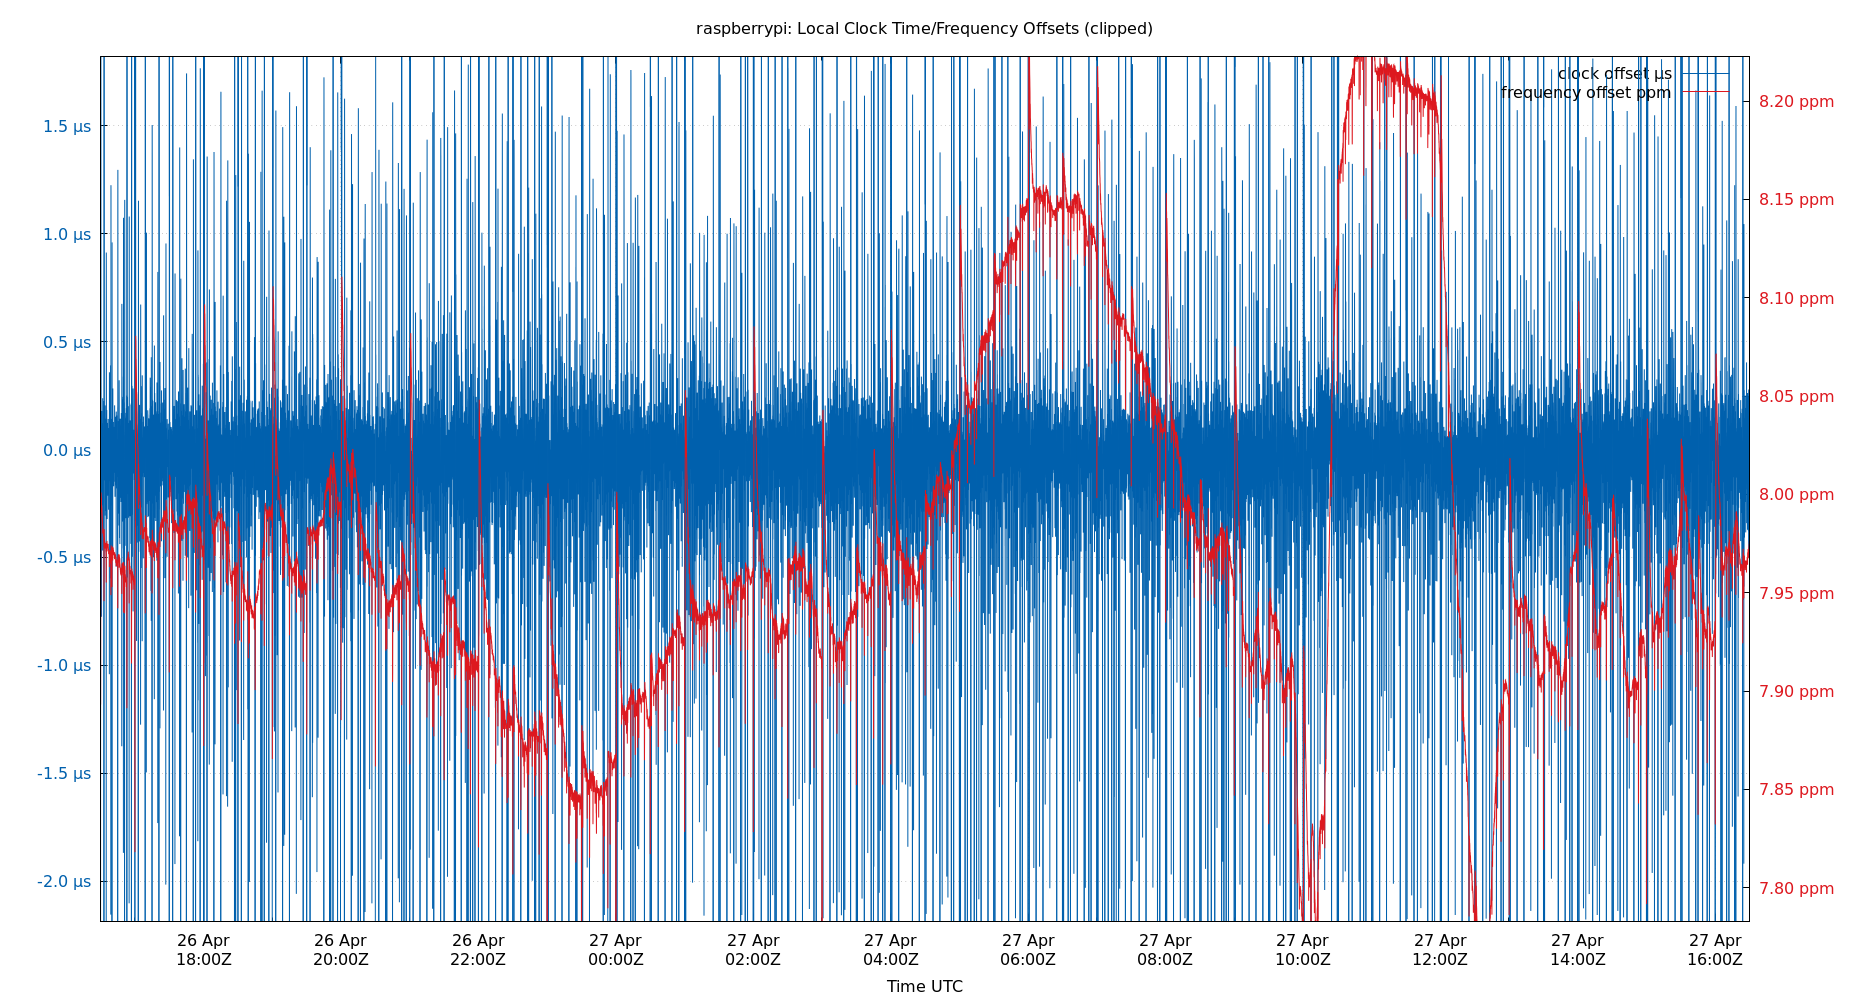 raspberrypi: Local Clock Time/Frequency Offsets (clipped)
clock offset µs
frequency offset ppm
1.5 µs
1.0 µs
0.5 µs
0.0 µs
-0.5 µs
-1.0 µs
-1.5 µs
-2.0 µs
8.20 ppm
8.15 ppm
8.10 ppm
8.05 ppm
8.00 ppm
7.95 ppm
7.90 ppm
7.85 ppm
7.80 ppm
26 Apr 26 Apr 26 Apr 27 Apr 27 Apr 27 Apr 27 Apr 27 Apr 27 Apr 27 Apr 27 Apr 27 Apr
18:00Z 20:00Z 22:00Z 00:00Z 02:00Z 04:00Z 06:00Z 08:00Z 10:00Z 12:00Z 14:00Z 16:00Z
Time UTC